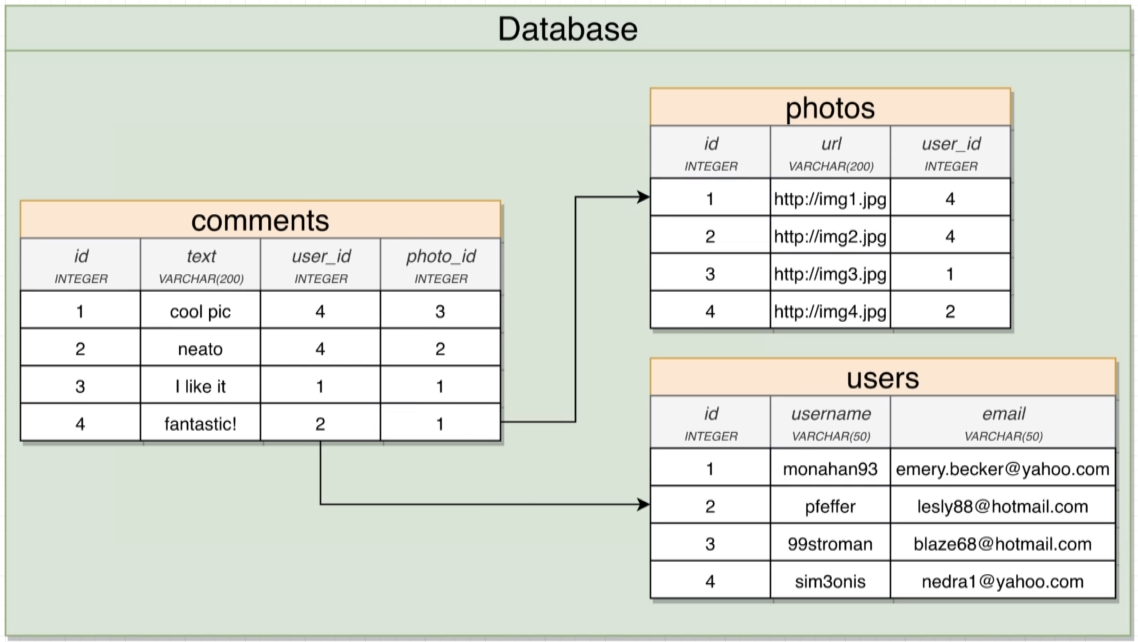 Database
photos
id url user_id
INTEGER VARCHAR(200) INTEGER
1 http://img1.jpg 4
2 http://img2.jpg 4
3 http://img3.jpg 1
4 http://img4.jpg 2
comments
id text user_id photo_id
INTEGER VARCHAR(200) INTEGER INTEGER
1 cool pic 4 3
2 neato 4 2
3 I like it 1 1
4 fantastic! 2 1
users
id username email
INTEGER VARCHAR(50) VARCHAR(50)
1 monahan93 emery.becker@yahoo.com
2 pfeffer lesly88@hotmail.com
3 99stroman blaze68@hotmail.com
4 sim3onis nedra1@yahoo.com